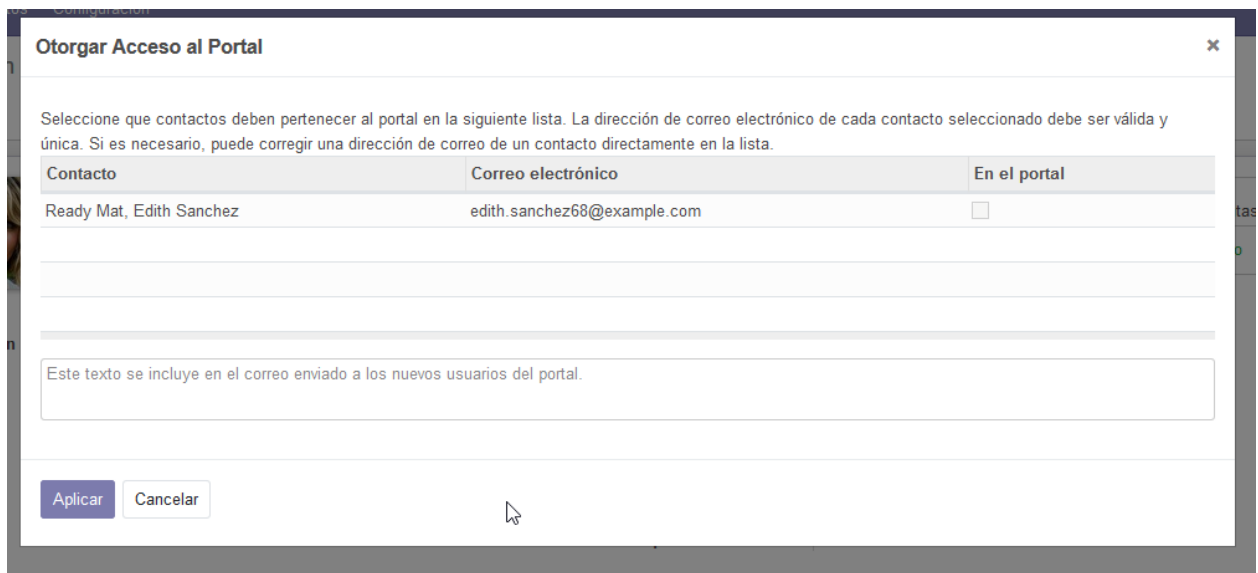 Configuración
Otorgar Acceso al Portal
Seleccione que contactos deben pertenecer al portal en la siguiente lista. La dirección de correo electrónico de cada contacto seleccionado debe ser válida y
única. Si es necesario, puede corregir una dirección de correo de un contacto directamente en la lista.
Contacto Correo electrónico En el portal
Ready Mat, Edith Sanchez edith.sanchez68@example.com
Este texto se incluye en el correo enviado a los nuevos usuarios del portal.
Aplicar Cancelar